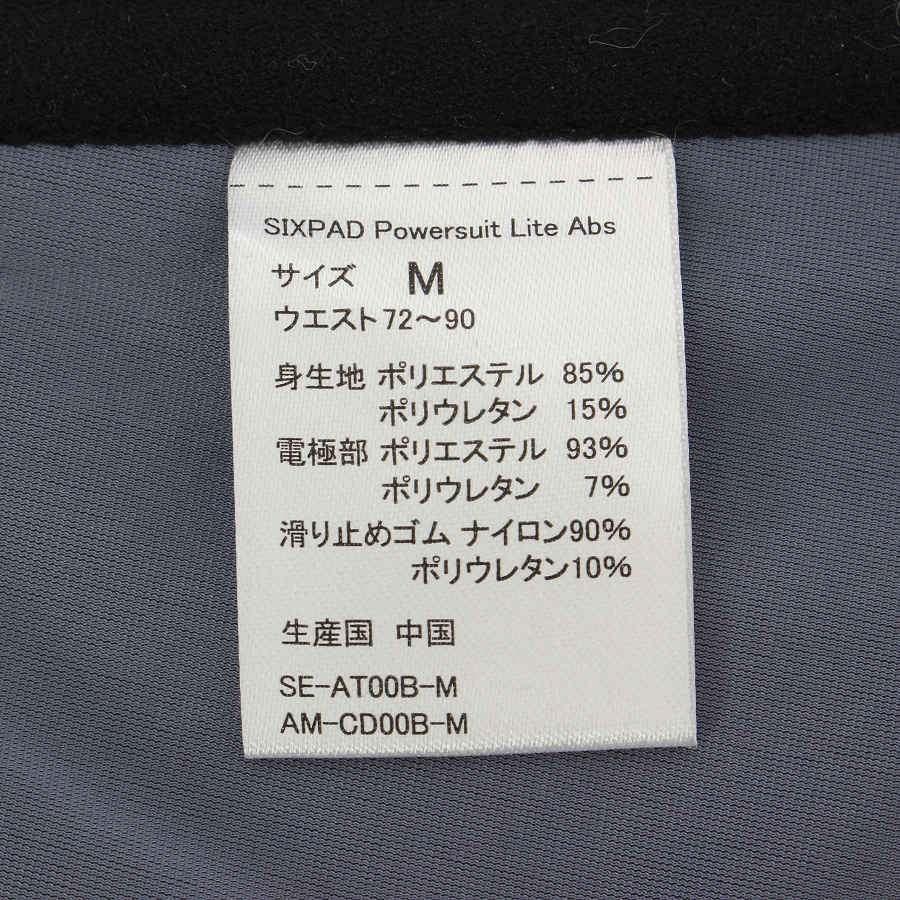 SIXPAD Powersuit Lite Abs
サイズ M
ウエスト72～90
身生地 ポリエステル 85%
ポリウレタン 15%
電極部 ポリエステル 93%
ポリウレタン 7%
滑り止めゴム ナイロン90%
ポリウレタン10%
生産国 中国
SE-AT00B-M
AM-CD00B-M